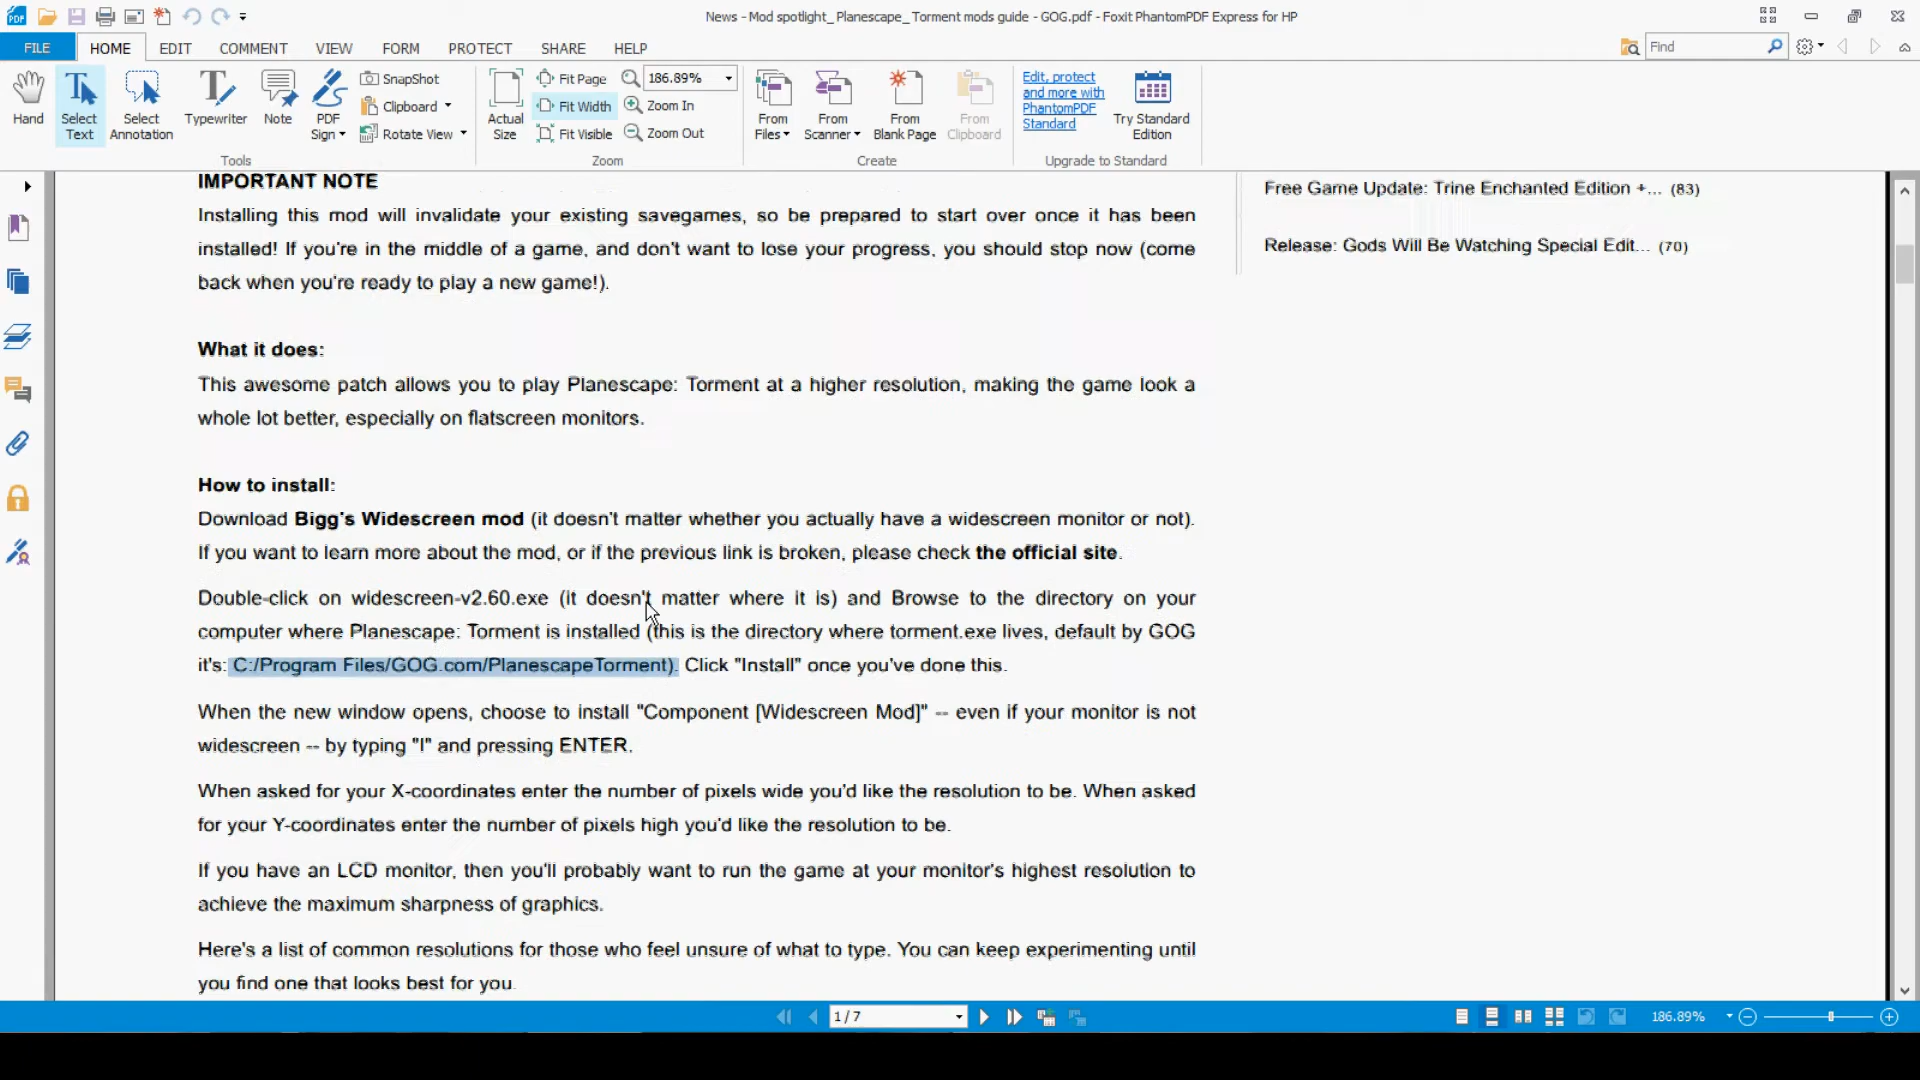 News - Mod spotlight_ Planescape_ Torment mods guide - GOG.pdf - Foxit PhantomPDF Express for HP
FILE HOME EDIT COMMENT VIEW FORM PROTECT SHARE HELP
Find
Hand
Select Text
Select Annotation
Typewriter
Note
PDF Sign
SnapShot
Clipboard
Rotate View
Tools
Actual Size
Fit Page
Fit Width
Fit Visible
186.89%
Zoom In
Zoom Out
Zoom
From Files
From Scanner
From Blank Page
From Clipboard
Create
Edit, protect
and more with
PhantomPDF
Standard
Try Standard Edition
Upgrade to Standard
IMPORTANT NOTE
Installing this mod will invalidate your existing savegames, so be prepared to start over once it has been
installed! If you're in the middle of a game, and don't want to lose your progress, you should stop now (come
back when you're ready to play a new game!).
What it does:
This awesome patch allows you to play Planescape: Torment at a higher resolution, making the game look a
whole lot better, especially on flatscreen monitors.
How to install:
Download Bigg's Widescreen mod (it doesn't matter whether you actually have a widescreen monitor or not).
If you want to learn more about the mod, or if the previous link is broken, please check the official site.
Double-click on widescreen-v2.60.exe (it doesn't matter where it is) and Browse to the directory on your
computer where Planescape: Torment is installed (this is the directory where torment.exe lives, default by GOG
it's: C:/Program Files/GOG.com/PlanescapeTorment). Click "Install" once you've done this.
When the new window opens, choose to install "Component [Widescreen Mod]" -- even if your monitor is not
widescreen -- by typing "I" and pressing ENTER.
When asked for your X-coordinates enter the number of pixels wide you'd like the resolution to be. When asked
for your Y-coordinates enter the number of pixels high you'd like the resolution to be.
If you have an LCD monitor, then you'll probably want to run the game at your monitor's highest resolution to
achieve the maximum sharpness of graphics.
Here's a list of common resolutions for those who feel unsure of what to type. You can keep experimenting until
you find one that looks best for you.
Free Game Update: Trine Enchanted Edition +... (83)
Release: Gods Will Be Watching Special Edit... (70)
1 / 7
186.89%